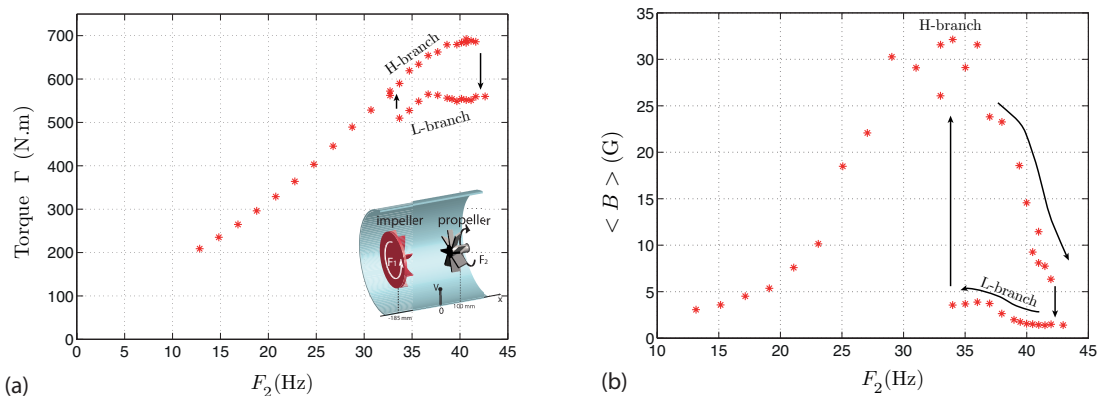 700
600
500
400
300
200
100
0
0 5 10 15 20 25 30 35 40 45
Torque Γ (N.m)
F₂(Hz)
H-branch
L-branch
impeller
propeller
F₁
F₂
V
-185 mm
0
100 mm
x
(a)
H-branch
L-branch
40
35
30
25
20
15
10
5
0
10 15 20 25 30 35 40 45
< B > (G)
F₂(Hz)
(b)